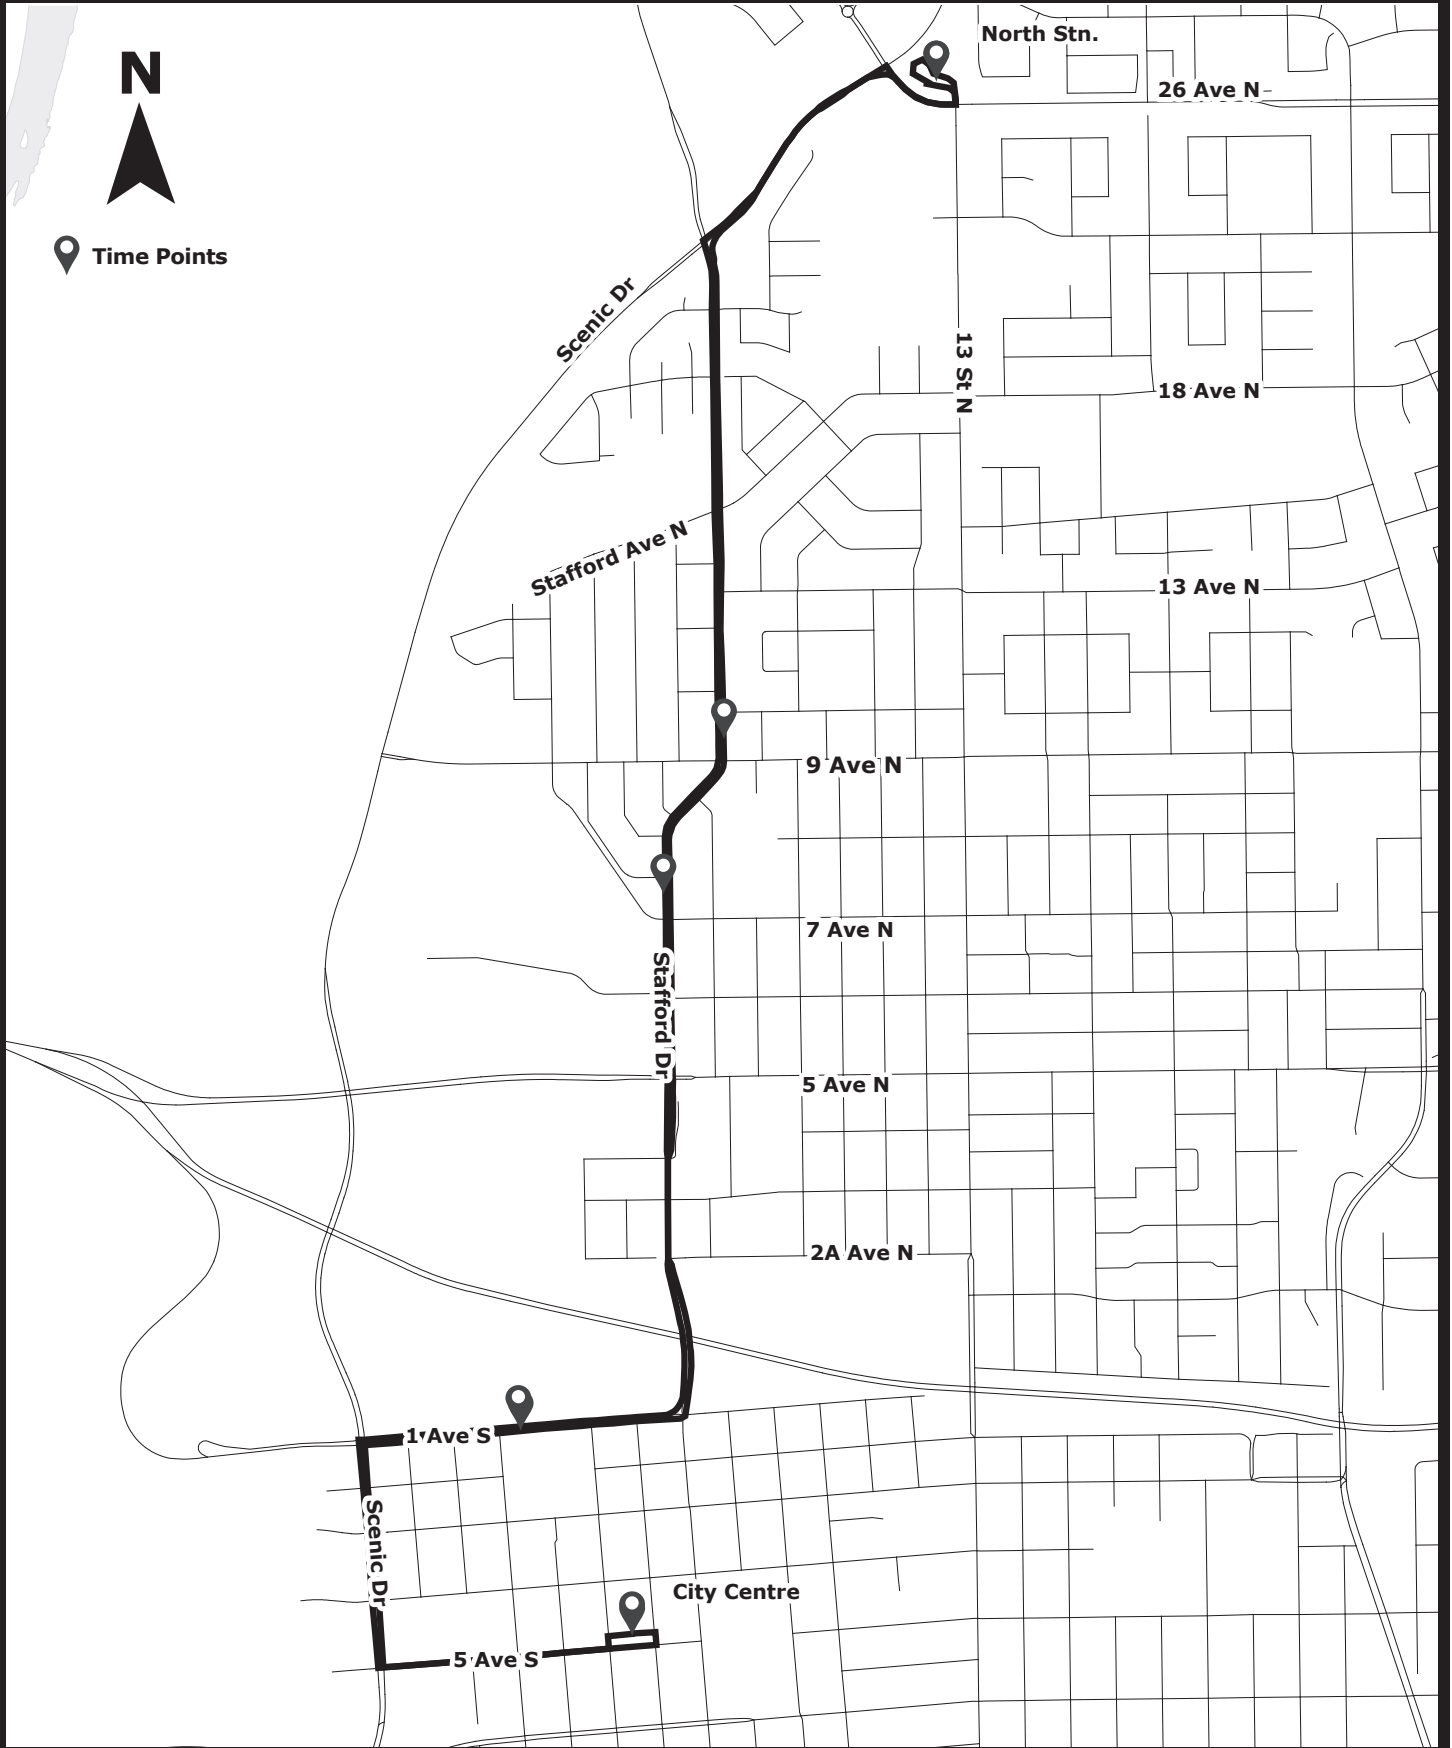 North Stn.
N
26 Ave N
Time Points
Scenic Dr
13 St N
18 Ave N
Stafford Ave N
13 Ave N
9 Ave N
7 Ave N
Stafford Dr
5 Ave N
2A Ave N
1 Ave S
Scenic Dr
City Centre
5 Ave S